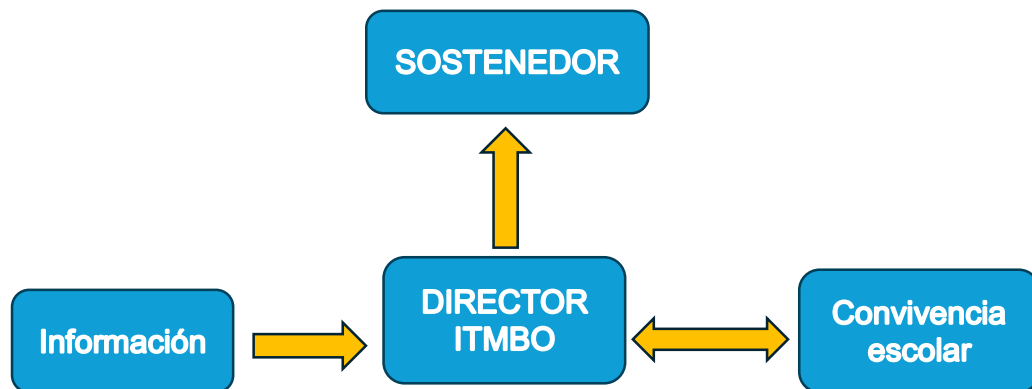 SOSTENEDOR
Información
DIRECTOR
ITMBO
Convivencia
escolar